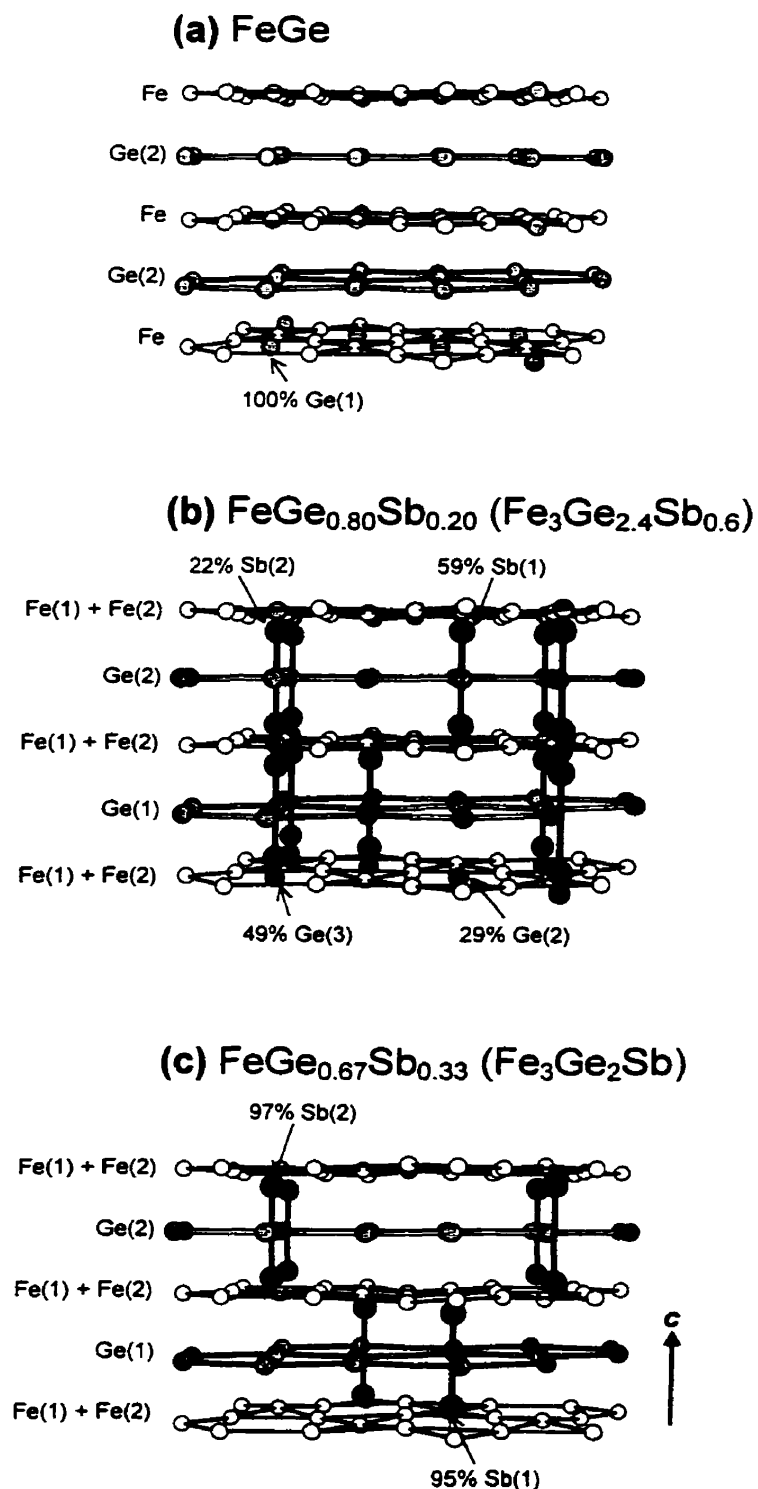 (a) FeGe
Fe
Ge(2)
Fe
Ge(2)
Fe
100% Ge(1)
(b) FeGe0.80Sb0.20 (Fe3Ge2.4Sb0.6)
22% Sb(2) 59% Sb(1)
Fe(1) + Fe(2)
Ge(2)
Fe(1) + Fe(2)
Ge(1)
Fe(1) + Fe(2)
49% Ge(3) 29% Ge(2)
(c) FeGe0.67Sb0.33 (Fe3Ge2Sb)
97% Sb(2)
Fe(1) + Fe(2)
Ge(2)
Fe(1) + Fe(2)
c
Ge(1)
Fe(1) + Fe(2)
95% Sb(1)